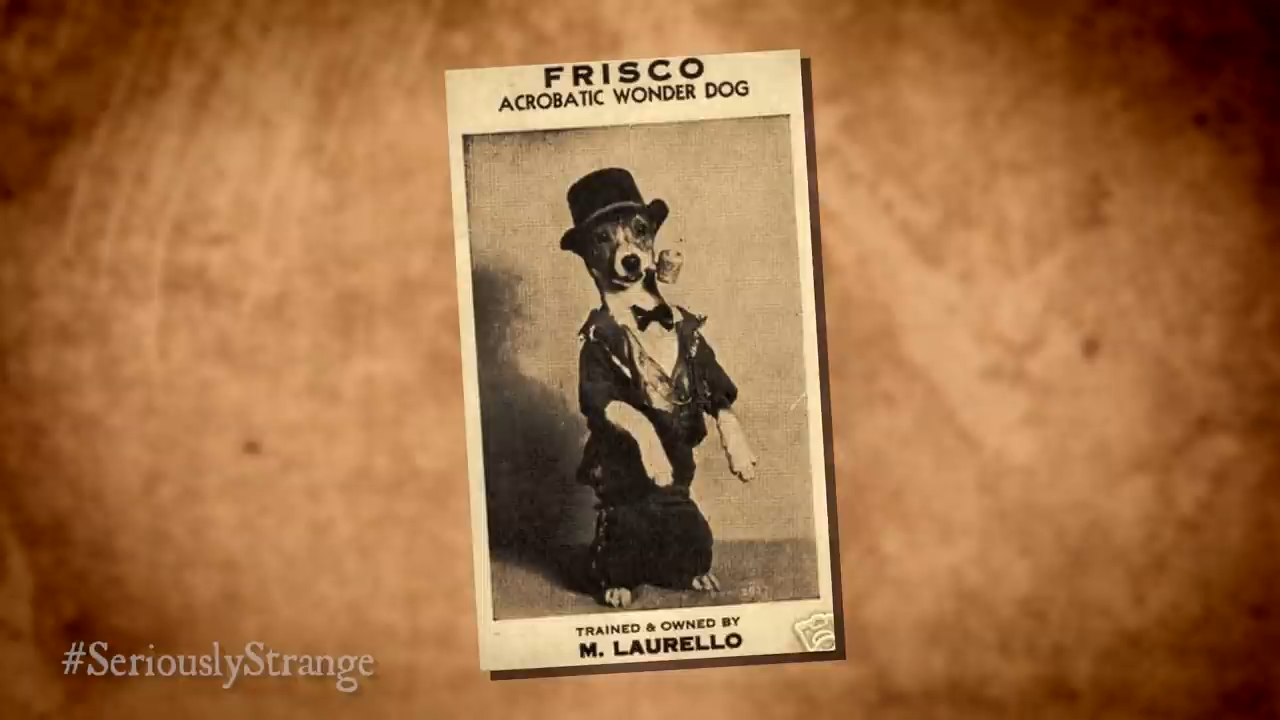 FRISCO
ACROBATIC WONDER DOG
TRAINED & OWNED BY
M. LAURELLO
#SeriouslyStrange